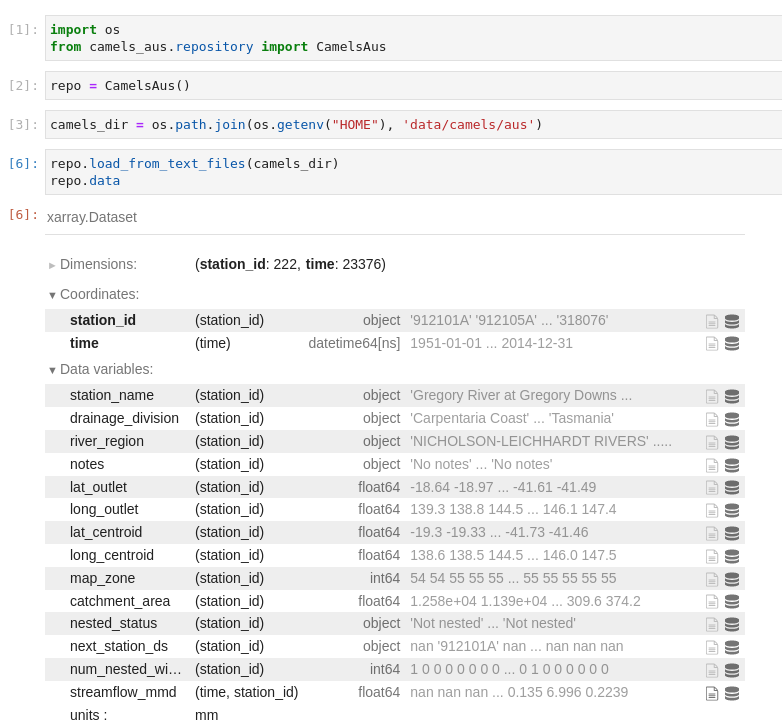 [1]: import os
from camels_aus.repository import CamelsAus
[2]: repo = CamelsAus()
[3]: camels_dir = os.path.join(os.getenv("HOME"), 'data/camels/aus')
[6]: repo.load_from_text_files(camels_dir)
repo.data
[6]: xarray.Dataset
► Dimensions: (station_id: 222, time: 23376)
▼ Coordinates:
station_id (station_id) object '912101A' '912105A' ... '318076'
time (time) datetime64[ns] 1951-01-01 ... 2014-12-31
▼ Data variables:
station_name (station_id) object 'Gregory River at Gregory Downs ...
drainage_division (station_id) object 'Carpentaria Coast' ... 'Tasmania'
river_region (station_id) object 'NICHOLSON-LEICHHARDT RIVERS' .....
notes (station_id) object 'No notes' ... 'No notes'
lat_outlet (station_id) float64 -18.64 -18.97 ... -41.61 -41.49
long_outlet (station_id) float64 139.3 138.8 144.5 ... 146.1 147.4
lat_centroid (station_id) float64 -19.3 -19.33 ... -41.73 -41.46
long_centroid (station_id) float64 138.6 138.5 144.5 ... 146.0 147.5
map_zone (station_id) int64 54 54 55 55 55 ... 55 55 55 55 55
catchment_area (station_id) float64 1.258e+04 1.139e+04 ... 309.6 374.2
nested_status (station_id) object 'Not nested' ... 'Not nested'
next_station_ds (station_id) object nan '912101A' nan ... nan nan nan
num_nested_wi… (station_id) int64 1 0 0 0 0 0 0 0 ... 0 1 0 0 0 0 0 0
streamflow_mmd (time, station_id) float64 nan nan nan ... 0.135 6.996 0.2239
units : mm